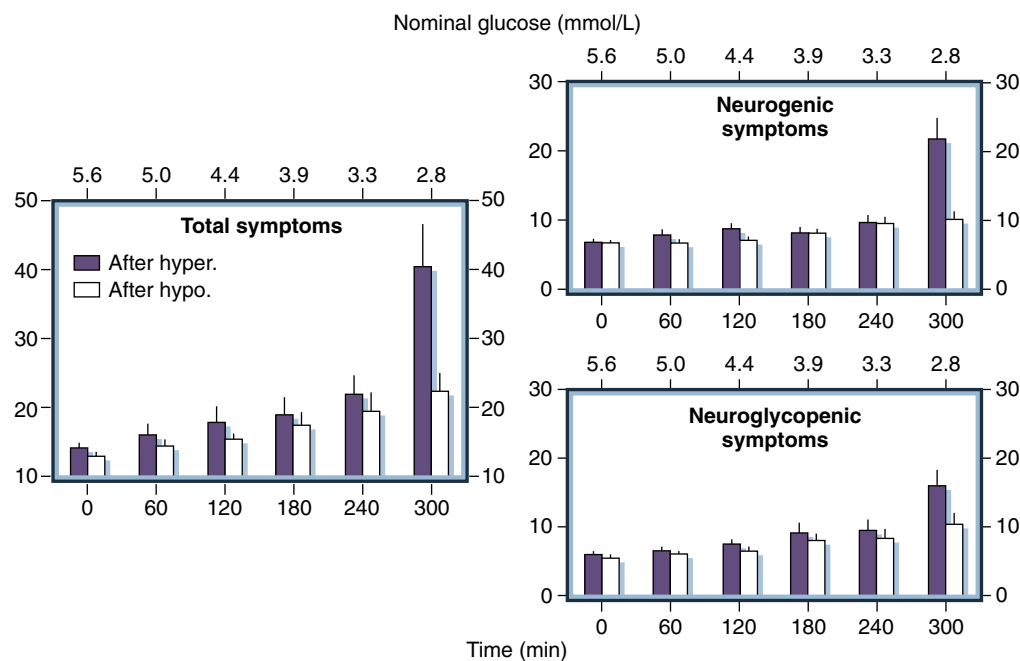 Nominal glucose (mmol/L)
5.6 5.0 4.4 3.9 3.3 2.8
50 50
Total symptoms
After hyper.
After hypo.
40 40
30 30
20 20
10 10
0 60 120 180 240 300
5.6 5.0 4.4 3.9 3.3 2.8
30 30
Neurogenic
symptoms
20 20
10 10
0 0
0 60 120 180 240 300
5.6 5.0 4.4 3.9 3.3 2.8
30 30
Neuroglycopenic
symptoms
20 20
10 10
0 0
0 60 120 180 240 300
Time (min)